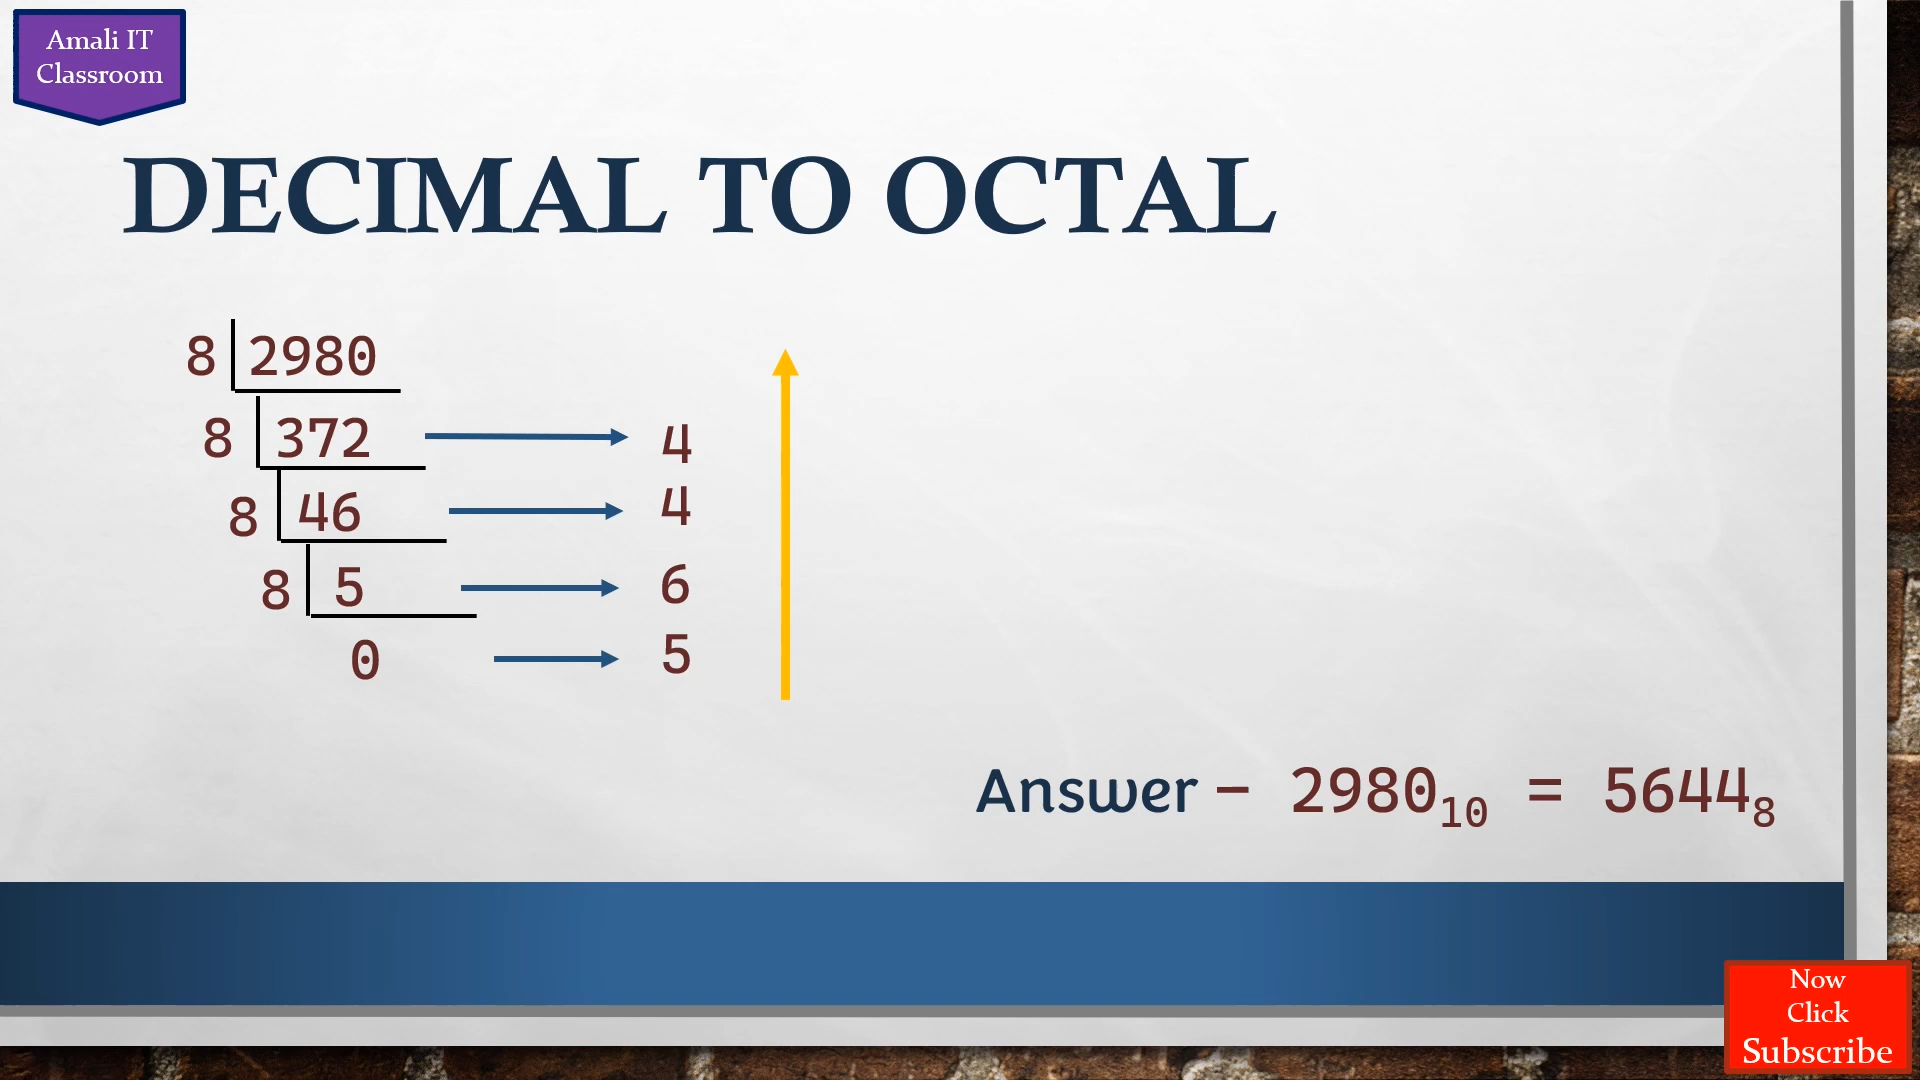 Amali IT
Classroom
DECIMAL TO OCTAL
8 2980
8 372 4
8 46 4
8 5 6
0 5
Answer – 2980₁₀ = 5644₈
Now
Click
Subscribe